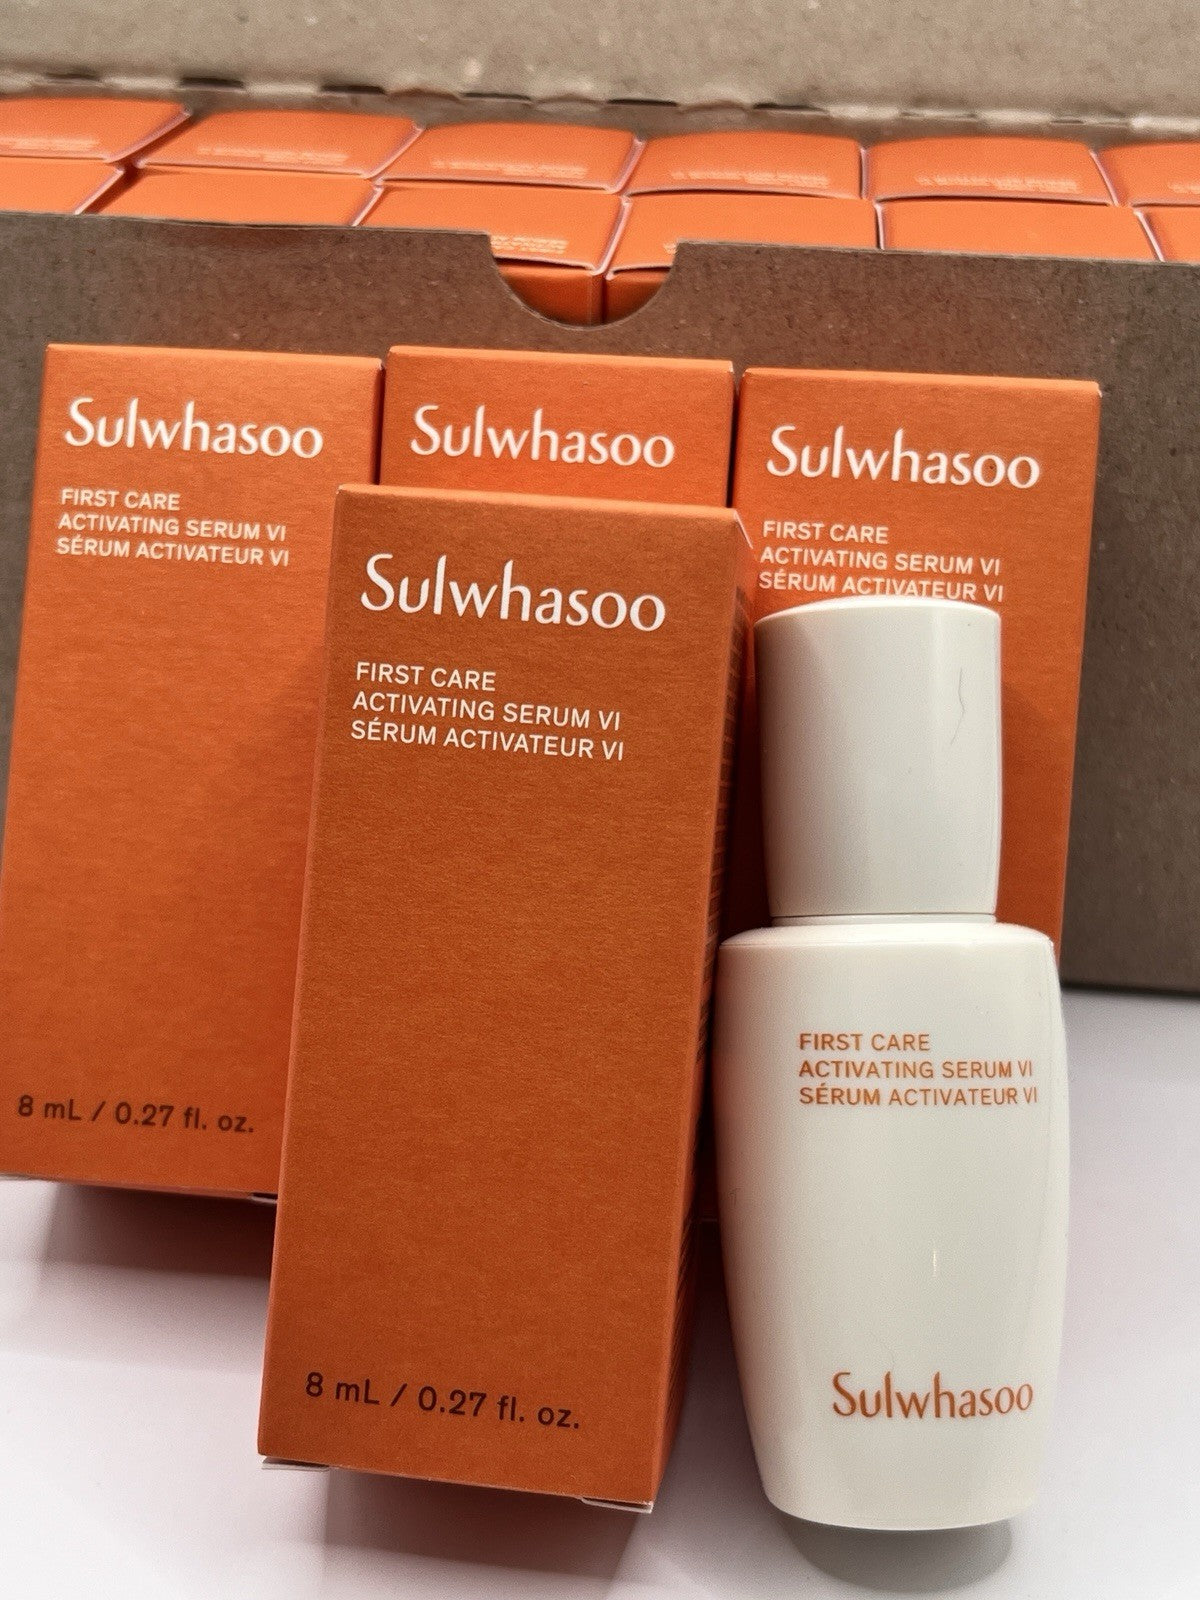 Sulwhasoo
FIRST CARE
ACTIVATING SERUM VI
SÉRUM ACTIVATEUR VI
8 mL / 0.27 fl. oz.
Sulwhasoo
Sulwhasoo
FIRST CARE
ACTIVATING SERUM VI
SÉRUM ACTIVATEUR VI
Sulwhasoo
FIRST CARE
ACTIVATING SERUM VI
SÉRUM ACTIVATEUR VI
8 mL / 0.27 fl. oz.
FIRST CARE
ACTIVATING SERUM VI
SÉRUM ACTIVATEUR VI
Sulwhasoo